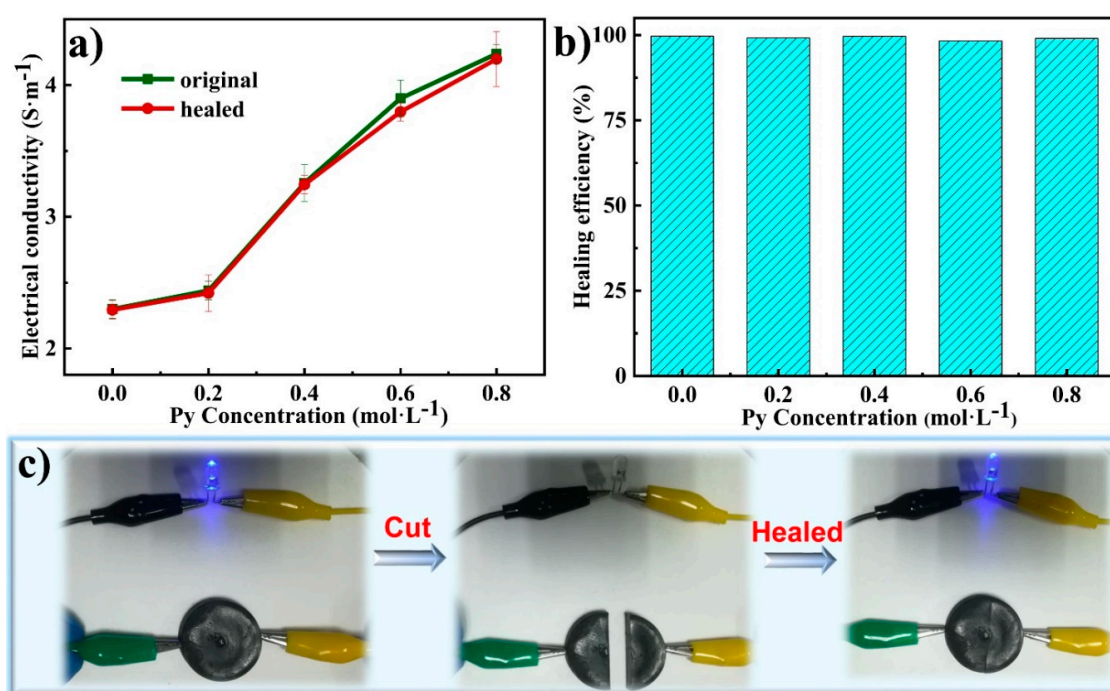 a)
original
healed
Electrical conductivity (S·m-1)
4
3
2
0.0 0.2 0.4 0.6 0.8
Py Concentration (mol·L-1)
b)
Healing efficiency (%)
100
75
50
25
0
0.0 0.2 0.4 0.6 0.8
Py Concentration (mol·L-1)
c)
Cut
Healed